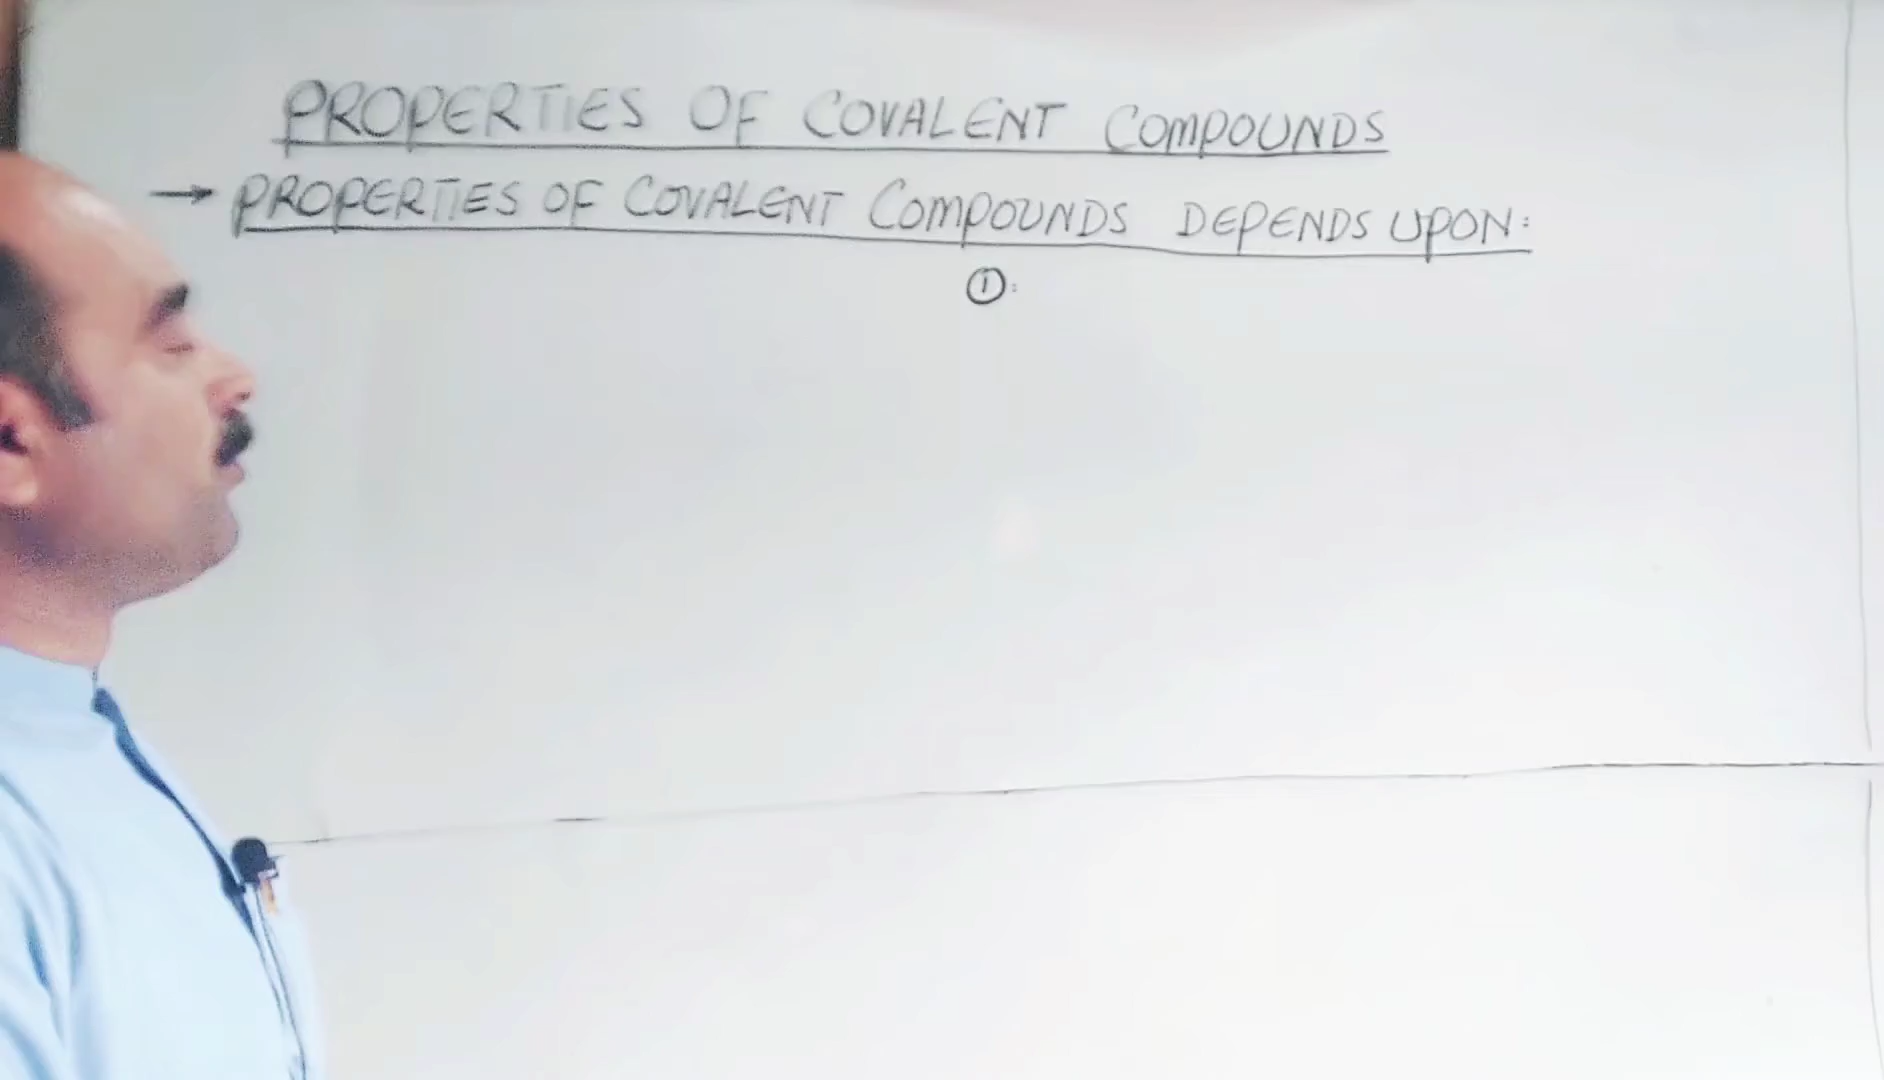 PROPERTIES OF COVALENT COMPOUNDS
→ PROPERTIES OF COVALENT COMPOUNDS DEPENDS UPON:
①: